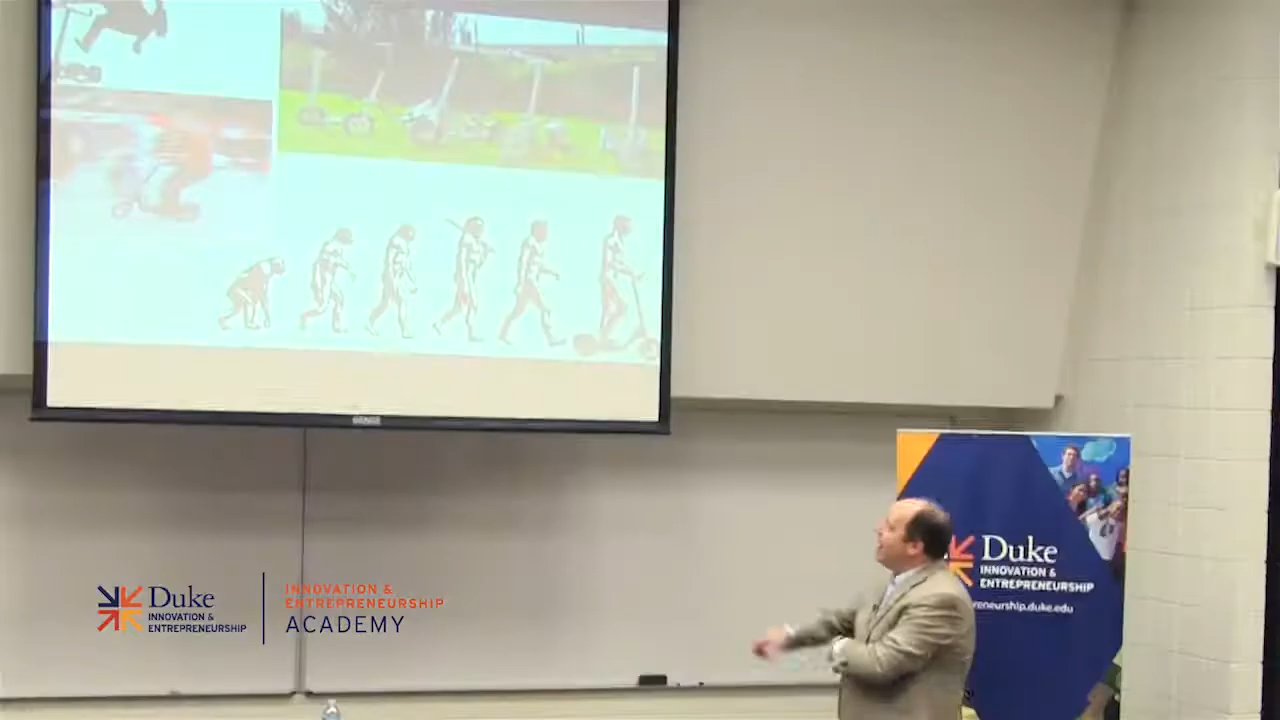 Duke
INNOVATION &
ENTREPRENEURSHIP
INNOVATION &
ENTREPRENEURSHIP
ACADEMY
Duke
INNOVATION &
ENTREPRENEURSHIP
reneurship.duke.edu